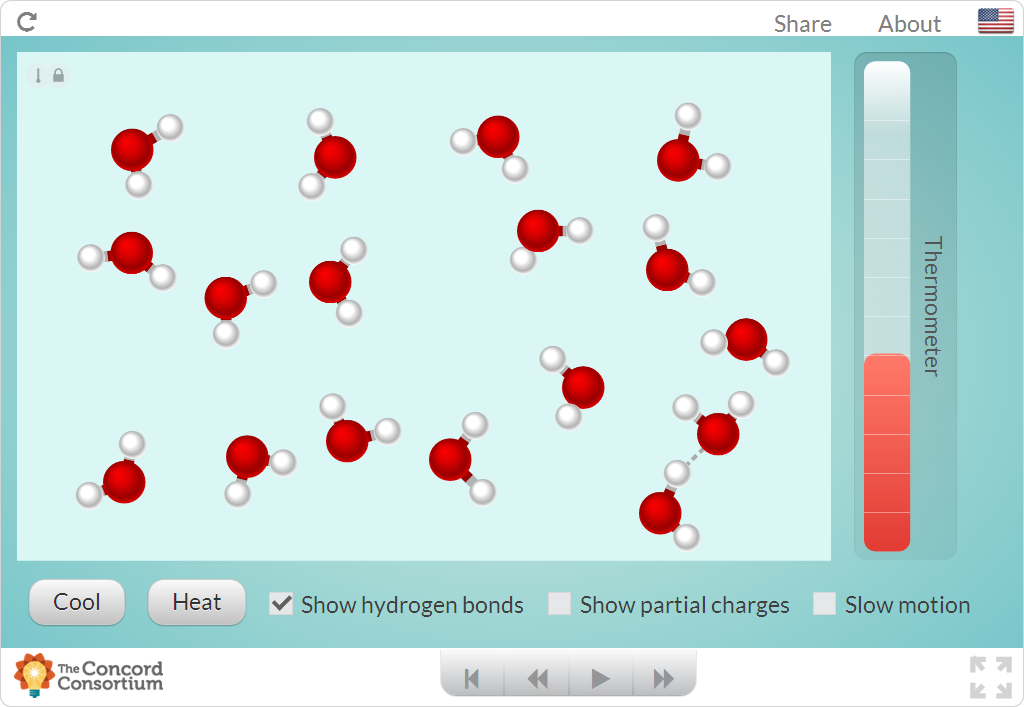 Share
About
Thermometer
Cool
Heat
Show hydrogen bonds
Show partial charges
Slow motion
The Concord
Consortium